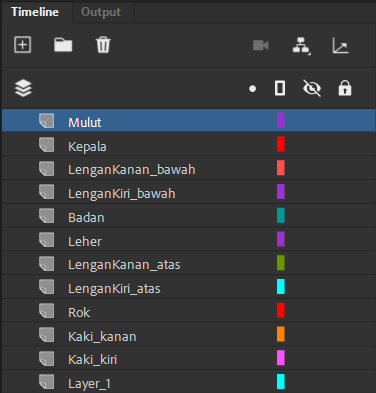 Timeline Output
Mulut
Kepala
LenganKanan_bawah
LenganKiri_bawah
Badan
Leher
LenganKanan_atas
LenganKiri_atas
Rok
Kaki_kanan
Kaki_kiri
Layer_1